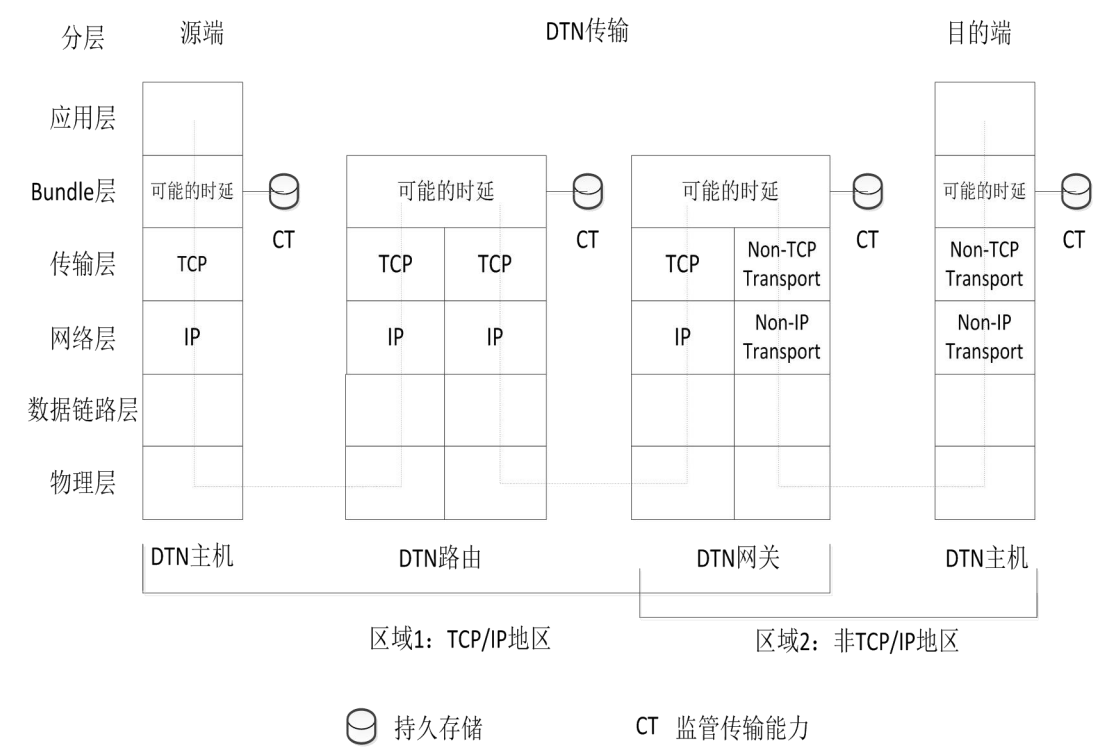 分层 源端 DTN传输 目的端
应用层
Bundle层 可能的时延 可能的时延 可能的时延 可能的时延
CT CT CT CT
传输层 TCP TCP TCP TCP Non-TCP Transport Non-TCP Transport
网络层 IP IP IP IP Non-IP Transport Non-IP Transport
数据链路层
物理层
DTN主机 DTN路由 DTN网关 DTN主机
区域1：TCP/IP地区 区域2：非TCP/IP地区
持久存储 CT 监管传输能力